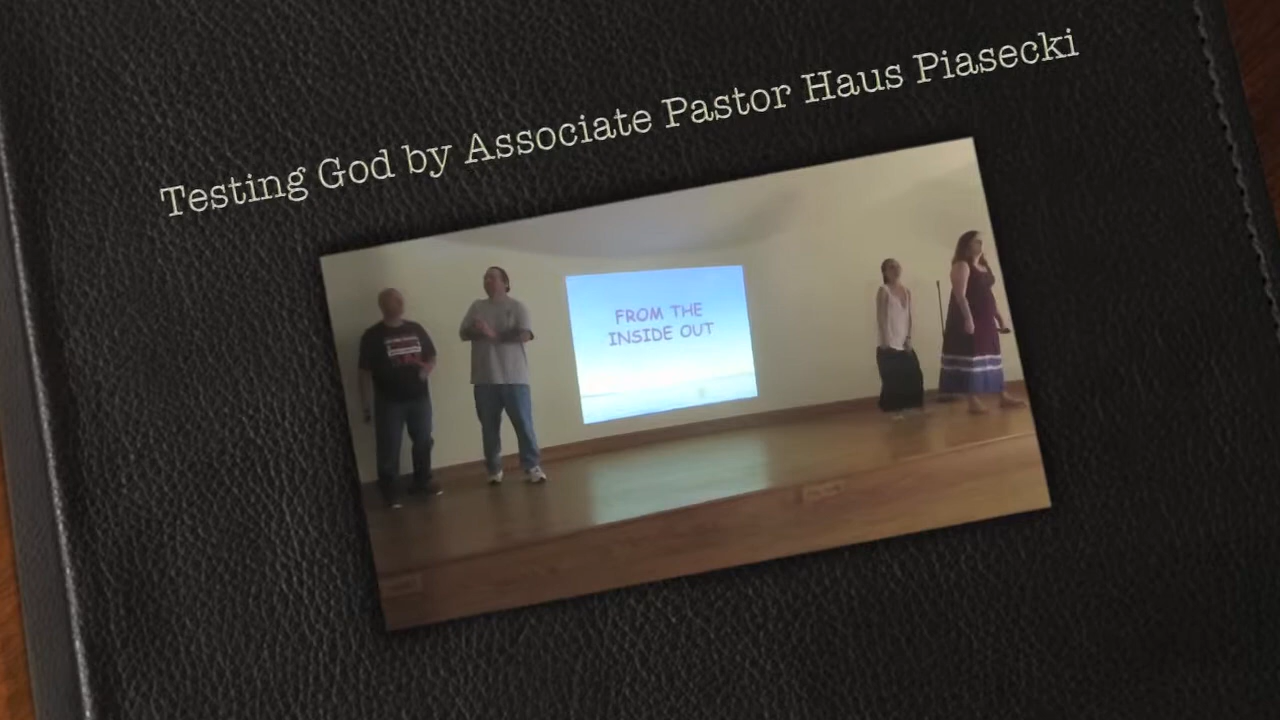 Testing God by Associate Pastor Haus Piasecki
FROM THE
INSIDE OUT